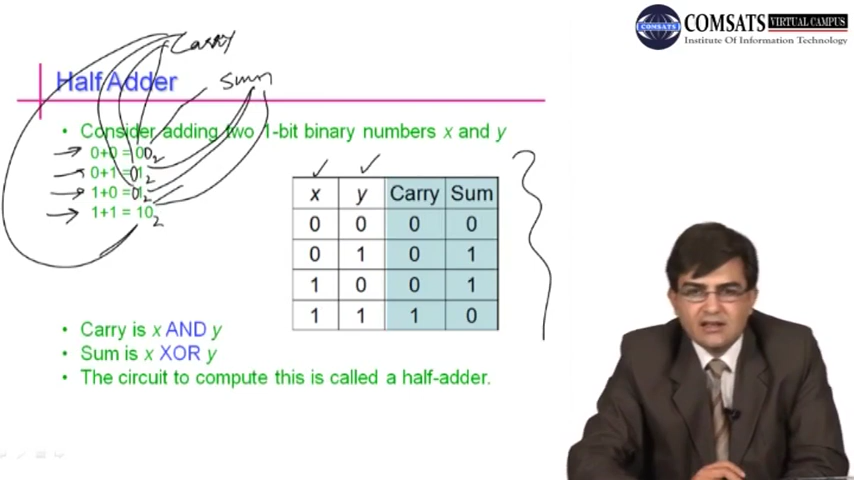 COMSATS
VIRTUAL CAMPUS
COMSATS
Institute Of Information Technology
Carry
Half Adder
Sum
• Consider adding two 1-bit binary numbers x and y
0+0 = 00₂
0+1 = 01₂
1+0 = 01₂
1+1 = 10₂
x y Carry Sum
0 0 0 0
0 1 0 1
1 0 0 1
1 1 1 0
• Carry is x AND y
• Sum is x XOR y
• The circuit to compute this is called a half-adder.